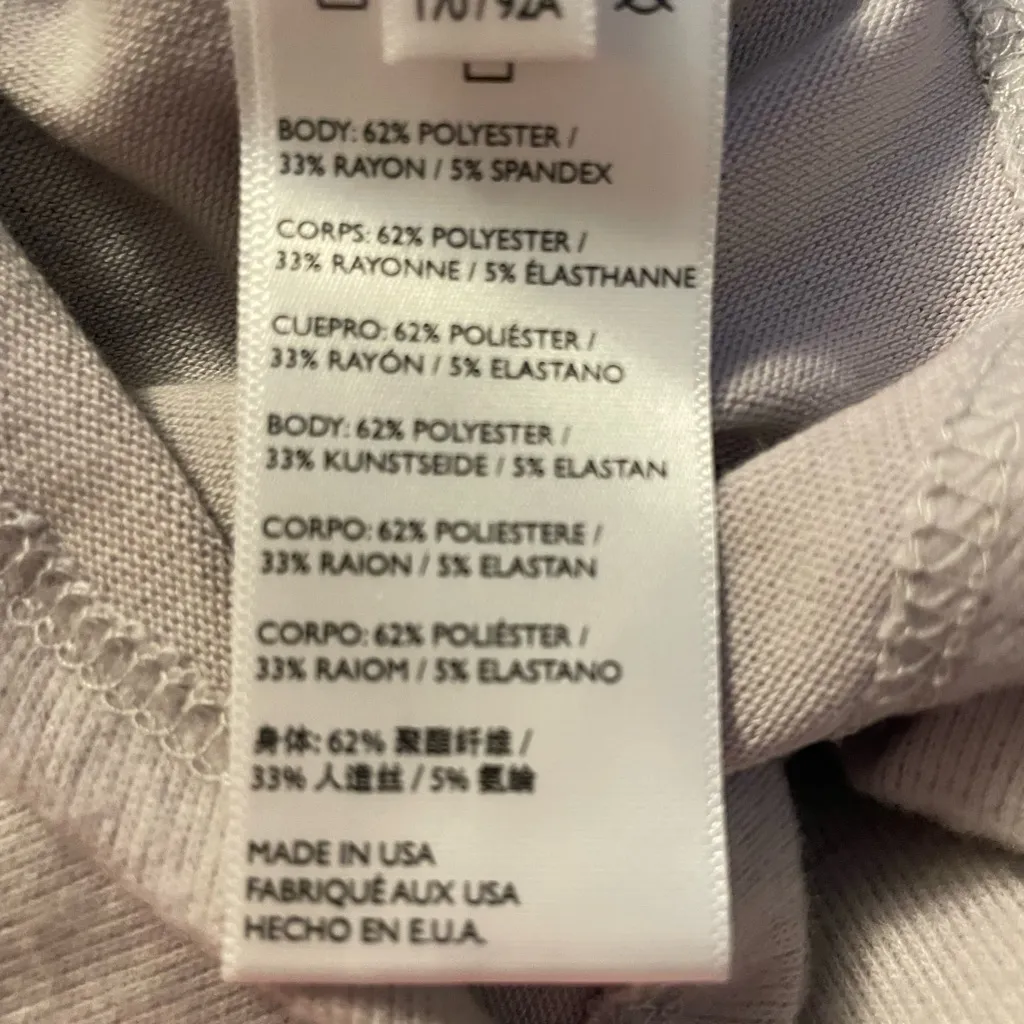 170 / 92A
BODY: 62% POLYESTER /
33% RAYON / 5% SPANDEX
CORPS: 62% POLYESTER /
33% RAYONNE / 5% ÉLASTHANNE
CUEPRO: 62% POLIÉSTER /
33% RAYÓN / 5% ELASTANO
BODY: 62% POLYESTER /
33% KUNSTSEIDE / 5% ELASTAN
CORPO: 62% POLIESTERE /
33% RAION / 5% ELASTAN
CORPO: 62% POLIÉSTER /
33% RAIOM / 5% ELASTANO
身体: 62% 聚酯纤维 /
33% 人造丝 / 5% 氨纶
MADE IN USA
FABRIQUÉ AUX USA
HECHO EN E.U.A.